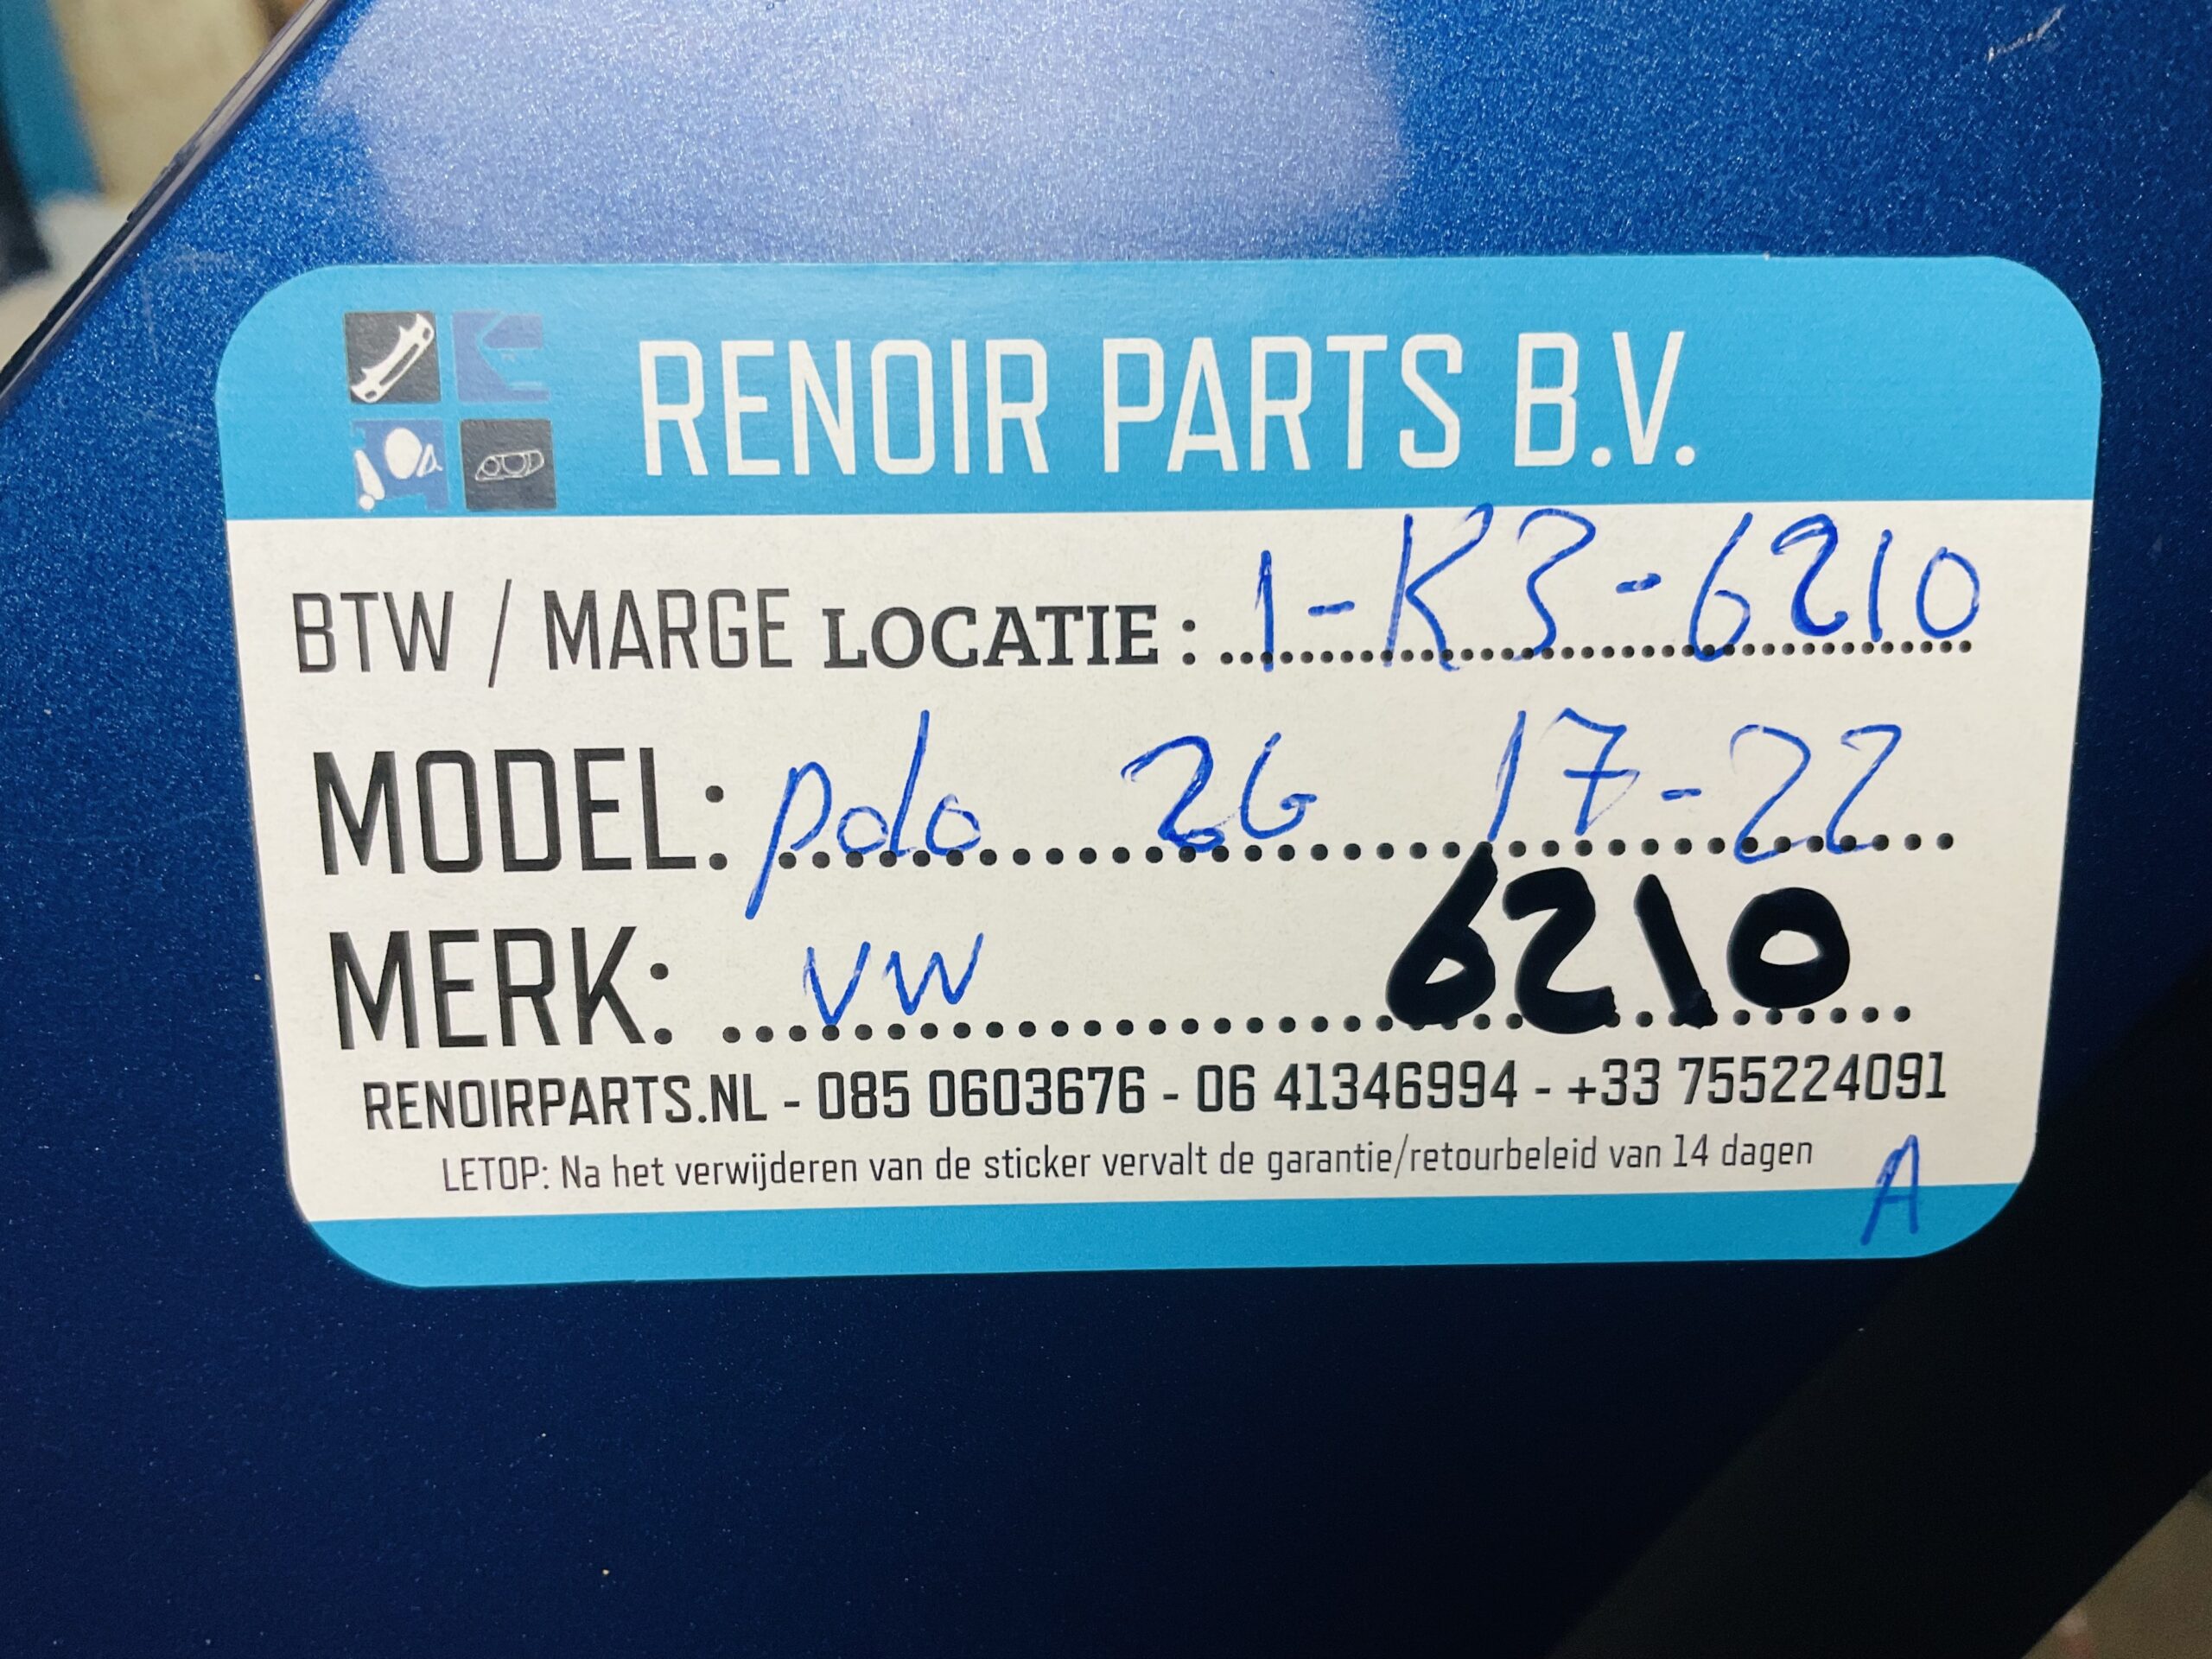 RENOIR PARTS B.V.
BTW / MARGE LOCATIE : 1-K3-6210
MODEL: polo 2G 17-22
MERK: VW 6210
RENOIRPARTS.NL - 085 0603676 - 06 41346994 - +33 755224091
LETOP: Na het verwijderen van de sticker vervalt de garantie/retourbeleid van 14 dagen
A